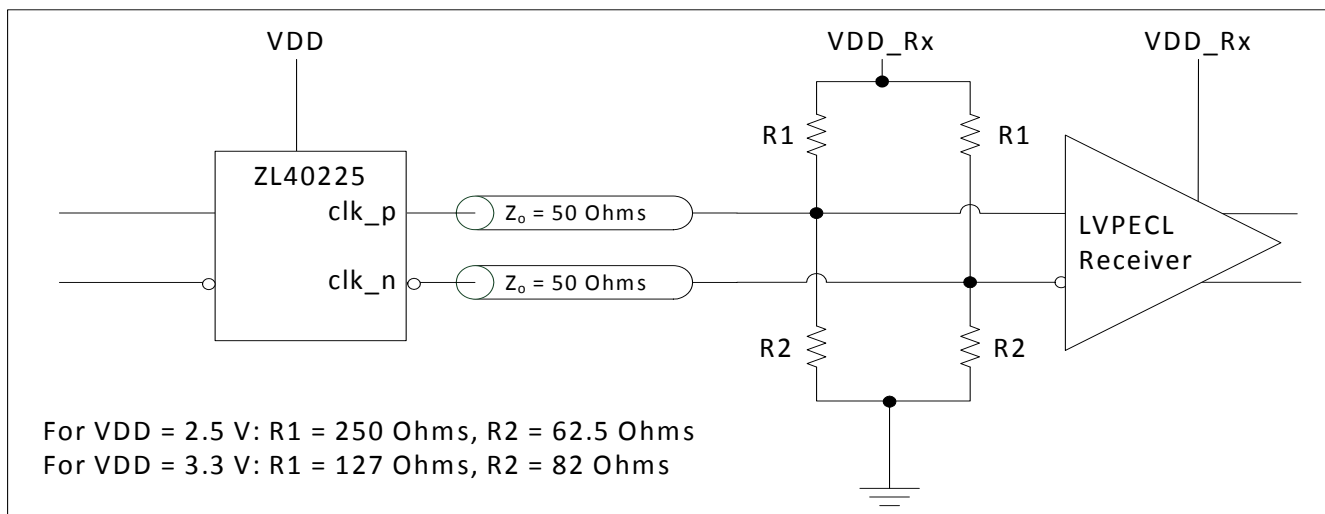 VDD
VDD_Rx
VDD_Rx
R1
R1
ZL40225
clk_p
Zo = 50 Ohms
LVPECL
Receiver
clk_n
Zo = 50 Ohms
R2
R2
For VDD = 2.5 V: R1 = 250 Ohms, R2 = 62.5 Ohms
For VDD = 3.3 V: R1 = 127 Ohms, R2 = 82 Ohms